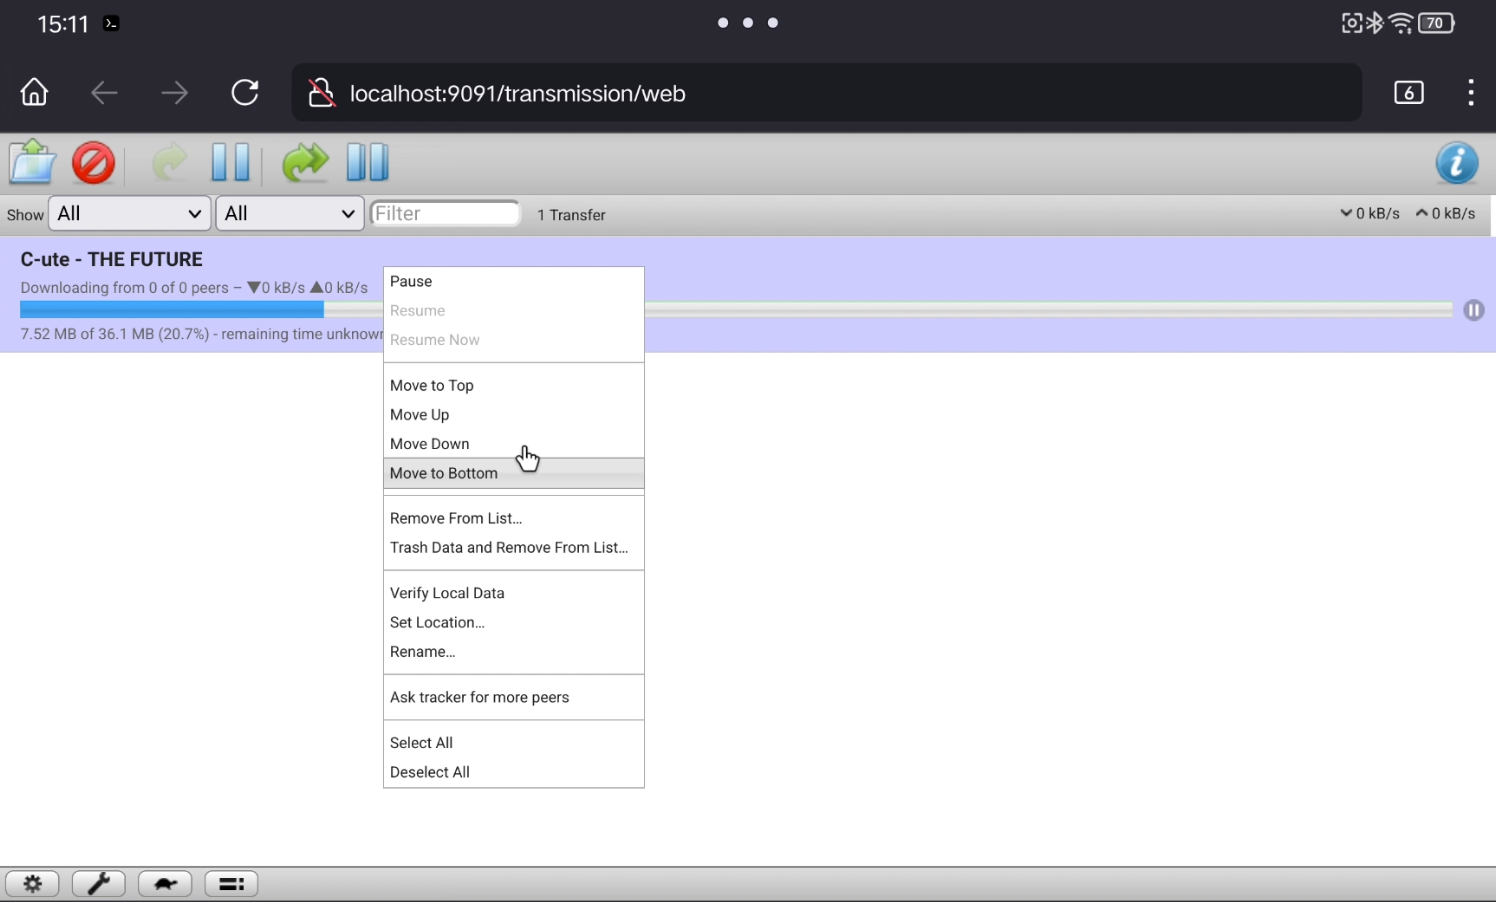 15:11
70
localhost:9091/transmission/web
6
Show All All Filter 1 Transfer 0 kB/s 0 kB/s
C-ute - THE FUTURE
Downloading from 0 of 0 peers – ▼0 kB/s ▲0 kB/s
7.52 MB of 36.1 MB (20.7%) - remaining time unknown
Pause
Resume
Resume Now
Move to Top
Move Up
Move Down
Move to Bottom
Remove From List…
Trash Data and Remove From List…
Verify Local Data
Set Location…
Rename…
Ask tracker for more peers
Select All
Deselect All